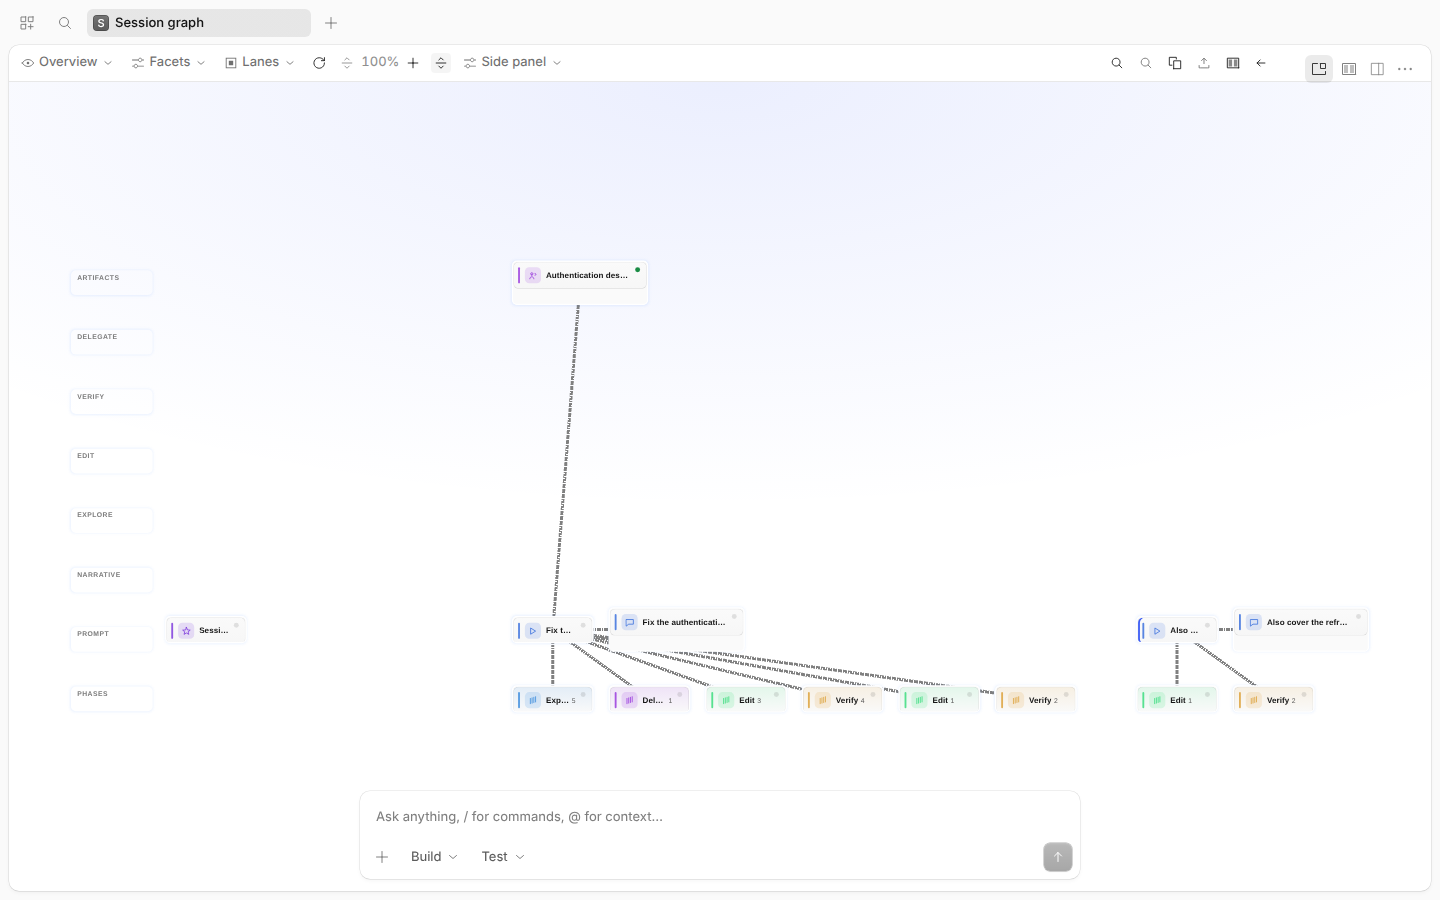 S Session graph
Overview Facets Lanes 100% Side panel
ARTIFACTS
Authentication des...
DELEGATE
VERIFY
EDIT
EXPLORE
NARRATIVE
PROMPT
Sessi...
Fix t...
Fix the authenticati...
Also ...
Also cover the refr...
PHASES
Exp... 5
Del... 1
Edit 3
Verify 4
Edit 1
Verify 2
Edit 1
Verify 2
Ask anything, / for commands, @ for context...
Build Test